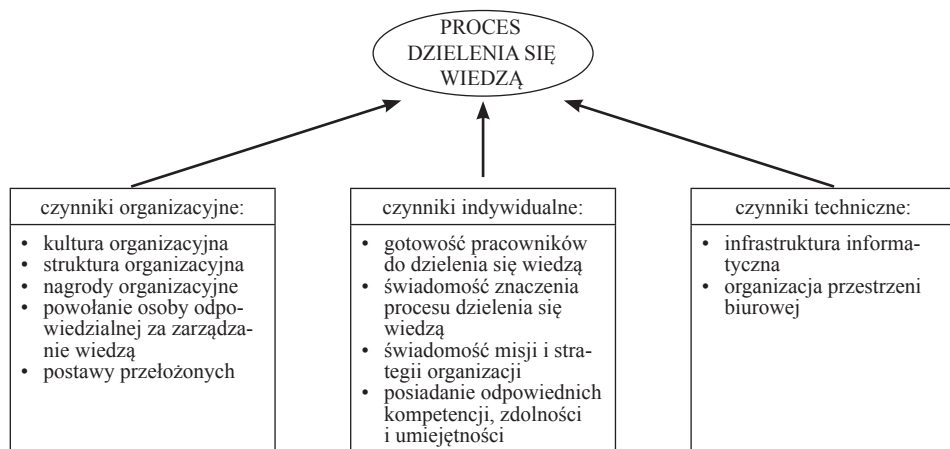 PROCES
DZIELENIA SIĘ
WIEDZĄ
czynniki organizacyjne:
• kultura organizacyjna
• struktura organizacyjna
• nagrody organizacyjne
• powołanie osoby odpo-
wiedzialnej za zarządza-
nie wiedzą
• postawy przełożonych
czynniki indywidualne:
• gotowość pracowników
do dzielenia się wiedzą
• świadomość znaczenia
procesu dzielenia się
wiedzą
• świadomość misji i stra-
tegii organizacji
• posiadanie odpowiednich
kompetencji, zdolności
i umiejętności
czynniki techniczne:
• infrastruktura informa-
tyczna
• organizacja przestrzeni
biurowej